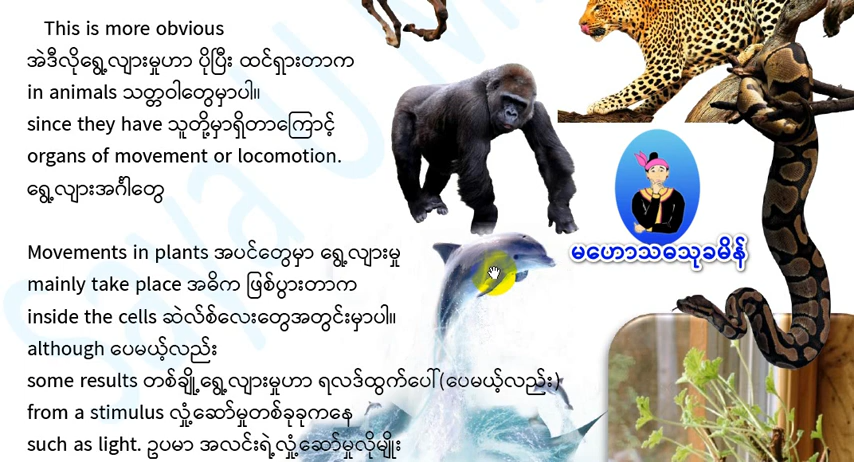 This is more obvious
အဲဒီလိုရွေ့လျားမှုဟာ ပိုပြီး ထင်ရှားတာက
in animals သတ္တဝါတွေမှာပါ။
since they have သူတို့မှာရှိတာကြောင့်
organs of movement or locomotion.
ရွေ့လျားအင်္ဂါတွေ
Movements in plants အပင်တွေမှာ ရွေ့လျားမှု
mainly take place အဓိက ဖြစ်ပွားတာက
inside the cells ဆဲလ်စ်လေးတွေအတွင်းမှာပါ။
although ပေမယ့်လည်း
some results တစ်ချို့ရွေ့လျားမှုဟာ ရလဒ်ထွက်ပေါ်(ပေမယ့်လည်း)
from a stimulus လှုံ့ဆော်မှုတစ်ခုခုကနေ
such as light. ဥပမာ အလင်းရဲ့လှုံ့ဆော်မှုလိုမျိုး
မဟောသဓသုခမိန်